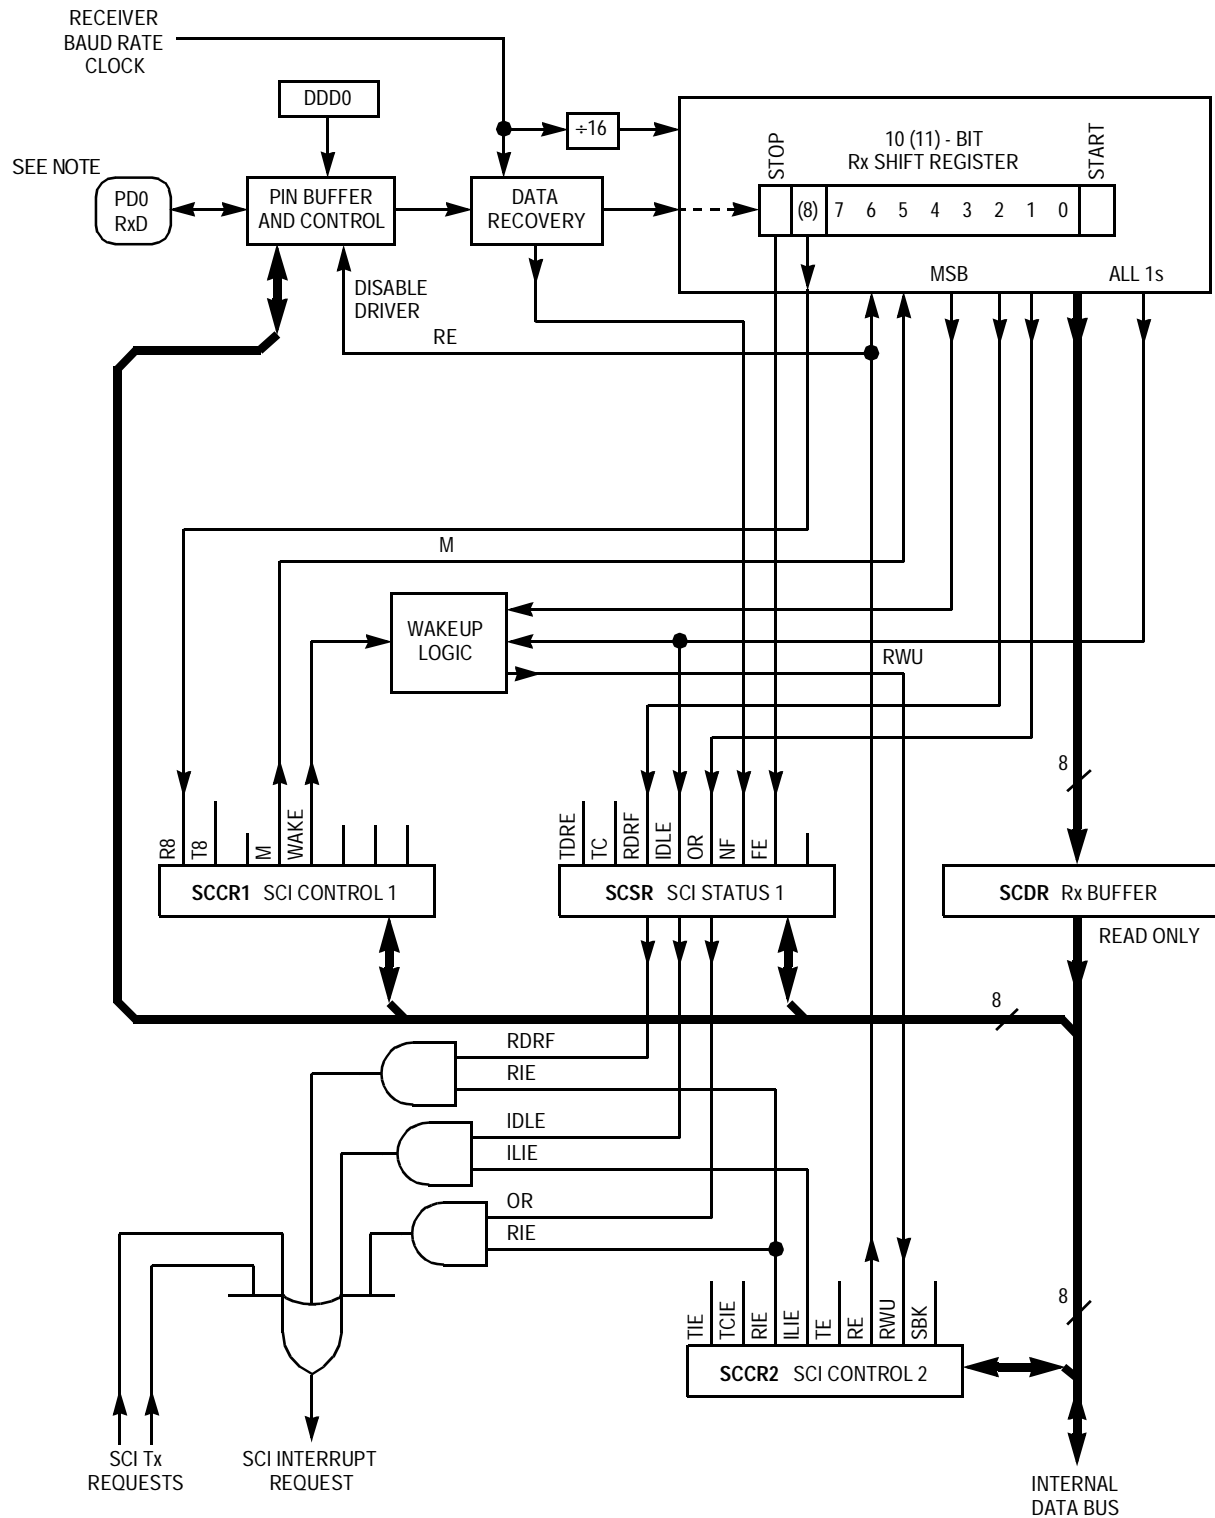 RECEIVER
BAUD RATE
CLOCK
DDD0
÷16
SEE NOTE
PD0
RxD
PIN BUFFER
AND CONTROL
DATA
RECOVERY
10 (11) - BIT
Rx SHIFT REGISTER
STOP
START
(8) 7 6 5 4 3 2 1 0
MSB
ALL 1s
DISABLE
DRIVER
RE
M
WAKEUP
LOGIC
RWU
8
R8
T8
M
WAKE
TDRE
TC
RDRF
IDLE
OR
NF
FE
SCCR1 SCI CONTROL 1
SCSR SCI STATUS 1
SCDR Rx BUFFER
READ ONLY
8
RDRF
RIE
IDLE
ILIE
OR
RIE
8
TIE
TCIE
RIE
ILIE
TE
RE
RWU
SBK
SCCR2 SCI CONTROL 2
SCI Tx
REQUESTS
SCI INTERRUPT
REQUEST
INTERNAL
DATA BUS